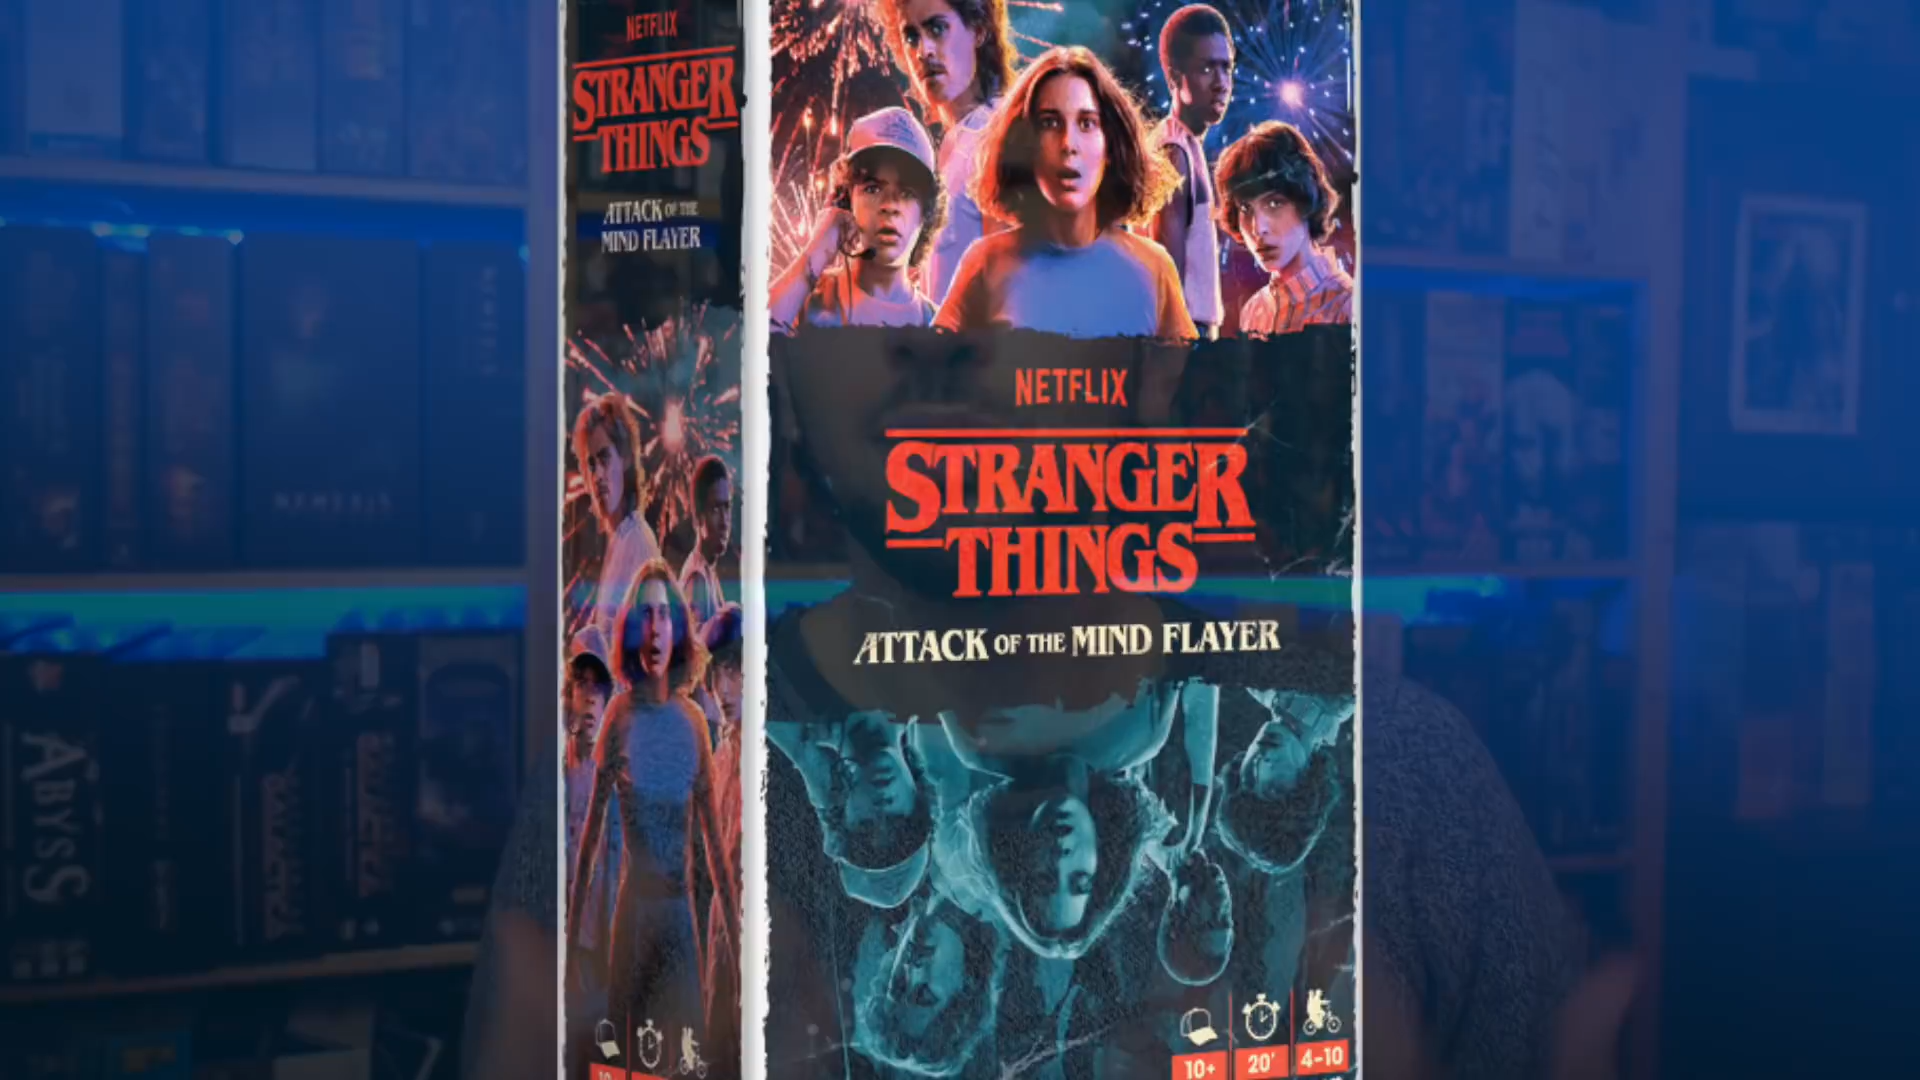 NETFLIX
STRANGER
THINGS
ATTACK OF THE
MIND FLAYER
NETFLIX
STRANGER
THINGS
ATTACK OF THE MIND FLAYER
10+
20'
4-10
NEMESIS
ABYSS